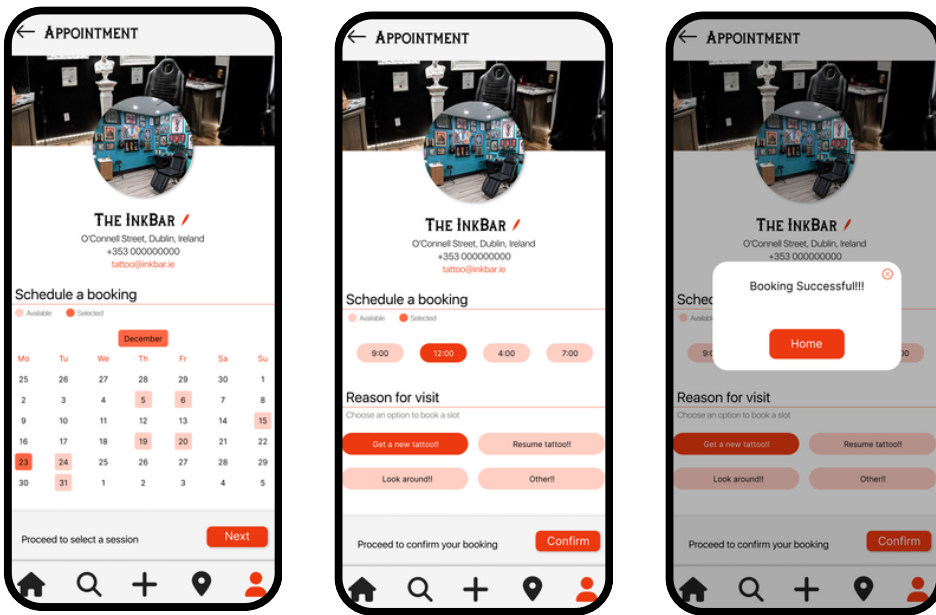 APPOINTMENT
THE INKBAR
O'Connell Street, Dublin, Ireland
+353 000000000
tattoo@inkbar.ie
Schedule a booking
Available Selected
December
Mo Tu We Th Fr Sa Su
25 26 27 28 29 30 1
2 3 4 5 6 7 8
9 10 11 12 13 14 15
16 17 18 19 20 21 22
23 24 25 26 27 28 29
30 31 1 2 3 4 5
Proceed to select a session Next
APPOINTMENT
THE INKBAR
O'Connell Street, Dublin, Ireland
+353 000000000
tattoo@inkbar.ie
Schedule a booking
Available Selected
9:00 12:00 4:00 7:00
Reason for visit
Choose an option to book a slot
Get a new tattoo!! Resume tattoo!!
Look around!! Other!!
Proceed to confirm your booking Confirm
APPOINTMENT
THE INKBAR
O'Connell Street, Dublin, Ireland
+353 000000000
Booking Successful!!!
Home
Reason for visit
Choose an option to book a slot
Get a new tattoo!! Resume tattoo!!
Look around!! Other!!
Proceed to confirm your booking Confirm